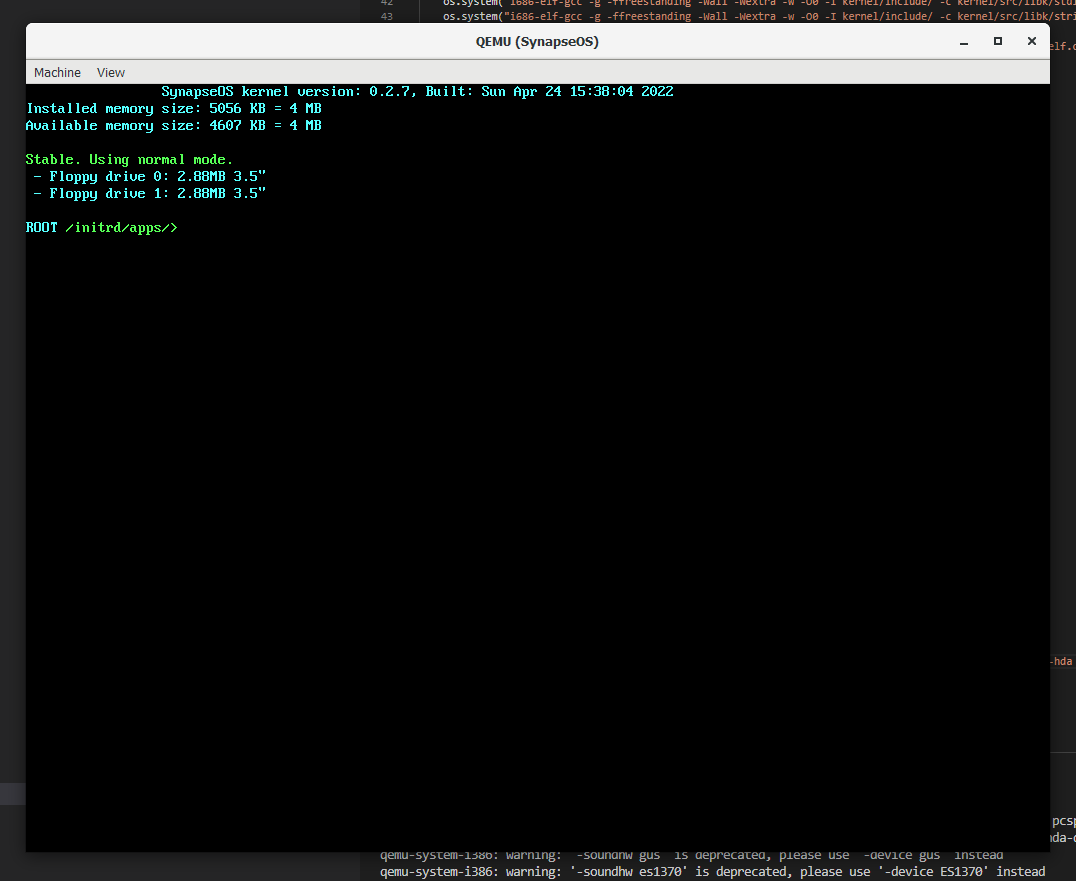 42 os.system("i686-elf-gcc -g -ffreestanding -Wall -Wextra -w -O0 -I kernel/include/ -c kernel/src/libk/std
43 os.system("i686-elf-gcc -g -ffreestanding -Wall -Wextra -w -O0 -I kernel/include/ -c kernel/src/libk/stri
QEMU (SynapseOS)
elf.c
Machine View
SynapseOS kernel version: 0.2.7, Built: Sun Apr 24 15:38:04 2022
Installed memory size: 5056 KB = 4 MB
Available memory size: 4607 KB = 4 MB
Stable. Using normal mode.
- Floppy drive 0: 2.88MB 3.5"
- Floppy drive 1: 2.88MB 3.5"
ROOT /initrd/apps/>
-hda
pcsp
nda-d
qemu-system-i386: warning: '-soundhw gus' is deprecated, please use '-device gus' instead
qemu-system-i386: warning: '-soundhw es1370' is deprecated, please use '-device ES1370' instead